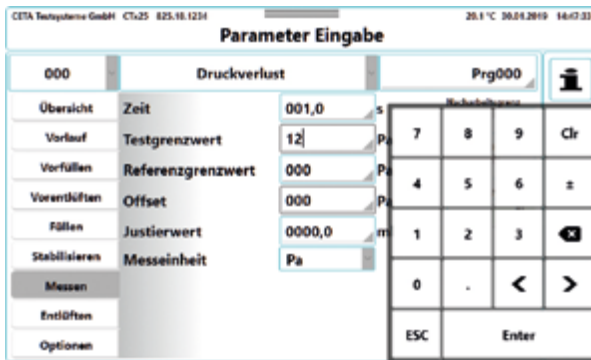 CETA Testsysteme GmbH CTx25 825.18.1234 20.1 °C 30.01.2019 14:47:33
Parameter Eingabe
000 Druckverlust Prg000 i
Übersicht Zeit 001,0 s
Vorlauf Testgrenzwert 12 Pa
Vorfüllen Referenzgrenzwert 000 Pa
Vorentlüften Offset 000 Pa
Füllen Justierwert 0000,0 m
Stabilisieren Messeinheit Pa
Messen
Entlüften
Optionen
7 8 9 Clr
4 5 6 ±
1 2 3
0 . < >
ESC Enter